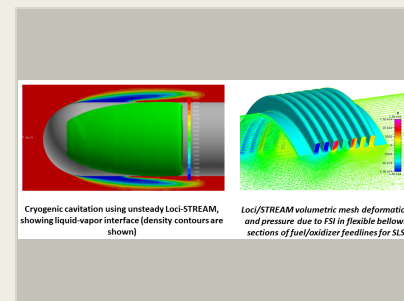 Cryogenic cavitation using unsteady Loci-STREAM,
showing liquid-vapor interface (density contours are
shown)
Loci/STREAM volumetric mesh deformation
and pressure due to FSI in flexible bellows
sections of fuel/oxidizer feedlines for SLS